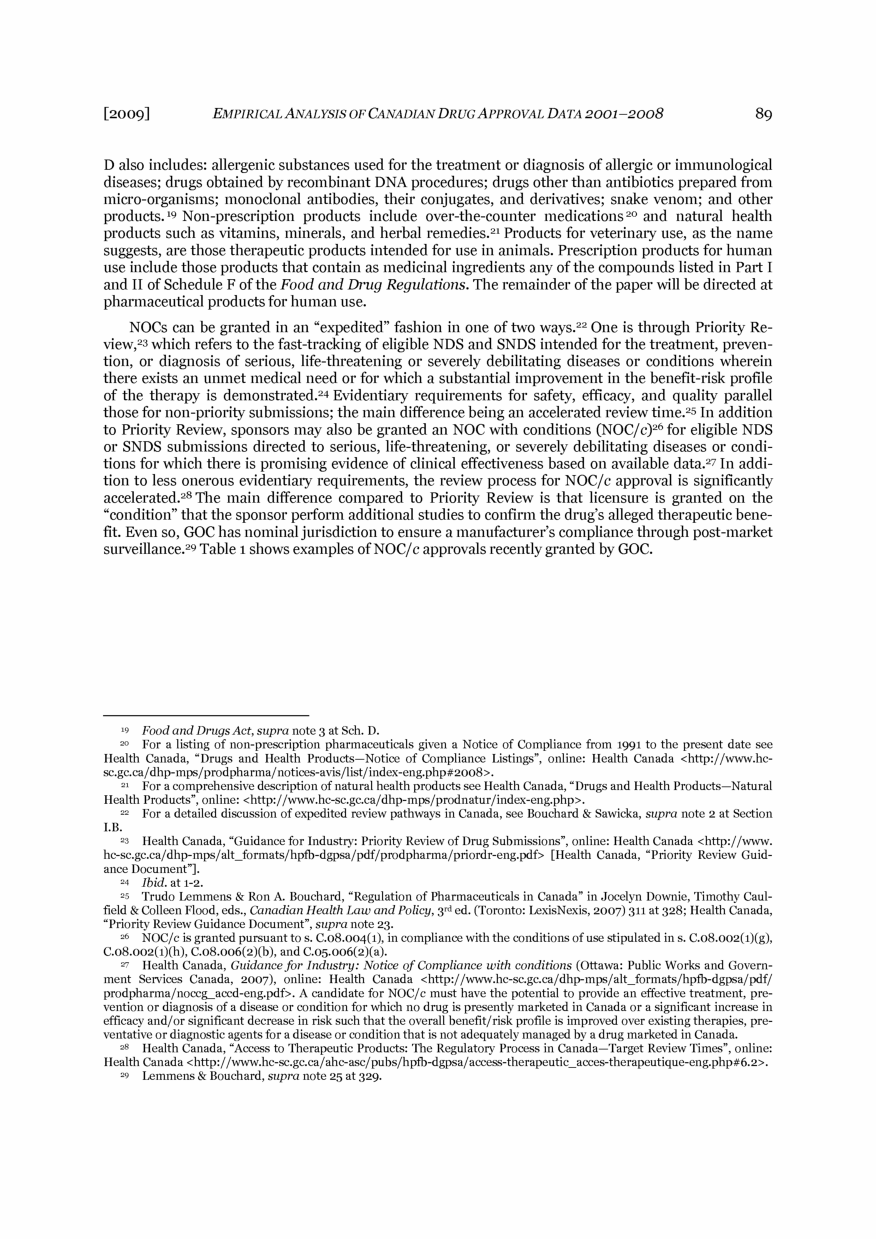 [2009] EMPIRICAL ANALYSIS OF CANADIAN DRUG APPROVAL DATA 2001–2008 89
D also includes: allergenic substances used for the treatment or diagnosis of allergic or immunological
diseases; drugs obtained by recombinant DNA procedures; drugs other than antibiotics prepared from
micro-organisms; monoclonal antibodies, their conjugates, and derivatives; snake venom; and other
products.19 Non-prescription products include over-the-counter medications20 and natural health
products such as vitamins, minerals, and herbal remedies.21 Products for veterinary use, as the name
suggests, are those therapeutic products intended for use in animals. Prescription products for human
use include those products that contain as medicinal ingredients any of the compounds listed in Part I
and II of Schedule F of the Food and Drug Regulations. The remainder of the paper will be directed at
pharmaceutical products for human use.
NOCs can be granted in an “expedited” fashion in one of two ways.22 One is through Priority Re-
view,23 which refers to the fast-tracking of eligible NDS and SNDS intended for the treatment, preven-
tion, or diagnosis of serious, life-threatening or severely debilitating diseases or conditions wherein
there exists an unmet medical need or for which a substantial improvement in the benefit-risk profile
of the therapy is demonstrated.24 Evidentiary requirements for safety, efficacy, and quality parallel
those for non-priority submissions; the main difference being an accelerated review time.25 In addition
to Priority Review, sponsors may also be granted an NOC with conditions (NOC/c)26 for eligible NDS
or SNDS submissions directed to serious, life-threatening, or severely debilitating diseases or condi-
tions for which there is promising evidence of clinical effectiveness based on available data.27 In addi-
tion to less onerous evidentiary requirements, the review process for NOC/c approval is significantly
accelerated.28 The main difference compared to Priority Review is that licensure is granted on the
“condition” that the sponsor perform additional studies to confirm the drug’s alleged therapeutic bene-
fit. Even so, GOC has nominal jurisdiction to ensure a manufacturer’s compliance through post-market
surveillance.29 Table 1 shows examples of NOC/c approvals recently granted by GOC.
19 Food and Drugs Act, supra note 3 at Sch. D.
20 For a listing of non-prescription pharmaceuticals given a Notice of Compliance from 1991 to the present date see
Health Canada, “Drugs and Health Products—Notice of Compliance Listings”, online: Health Canada <http://www.hc-
sc.gc.ca/dhp-mps/prodpharma/notices-avis/list/index-eng.php#2008>.
21 For a comprehensive description of natural health products see Health Canada, “Drugs and Health Products—Natural
Health Products”, online: <http://www.hc-sc.gc.ca/dhp-mps/prodnatur/index-eng.php>.
22 For a detailed discussion of expedited review pathways in Canada, see Bouchard & Sawicka, supra note 2 at Section
I.B.
23 Health Canada, “Guidance for Industry: Priority Review of Drug Submissions”, online: Health Canada <http://www.
hc-sc.gc.ca/dhp-mps/alt_formats/hpfb-dgpsa/pdf/prodpharma/priordr-eng.pdf> [Health Canada, “Priority Review Guid-
ance Document”].
24 Ibid. at 1-2.
25 Trudo Lemmens & Ron A. Bouchard, “Regulation of Pharmaceuticals in Canada” in Jocelyn Downie, Timothy Caul-
field & Colleen Flood, eds., Canadian Health Law and Policy, 3rd ed. (Toronto: LexisNexis, 2007) 311 at 328; Health Canada,
“Priority Review Guidance Document”, supra note 23.
26 NOC/c is granted pursuant to s. C.08.004(1), in compliance with the conditions of use stipulated in s. C.08.002(1)(g),
C.08.002(1)(h), C.08.006(2)(b), and C.05.006(2)(a).
27 Health Canada, Guidance for Industry: Notice of Compliance with conditions (Ottawa: Public Works and Govern-
ment Services Canada, 2007), online: Health Canada <http://www.hc-sc.gc.ca/dhp-mps/alt_formats/hpfb-dgpsa/pdf/
prodpharma/noccg_accd-eng.pdf>. A candidate for NOC/c must have the potential to provide an effective treatment, pre-
vention or diagnosis of a disease or condition for which no drug is presently marketed in Canada or a significant increase in
efficacy and/or significant decrease in risk such that the overall benefit/risk profile is improved over existing therapies, pre-
ventative or diagnostic agents for a disease or condition that is not adequately managed by a drug marketed in Canada.
28 Health Canada, “Access to Therapeutic Products: The Regulatory Process in Canada—Target Review Times”, online:
Health Canada <http://www.hc-sc.gc.ca/ahc-asc/pubs/hpfb-dgpsa/access-therapeutic_acces-therapeutique-eng.php#6.2>.
29 Lemmens & Bouchard, supra note 25 at 329.